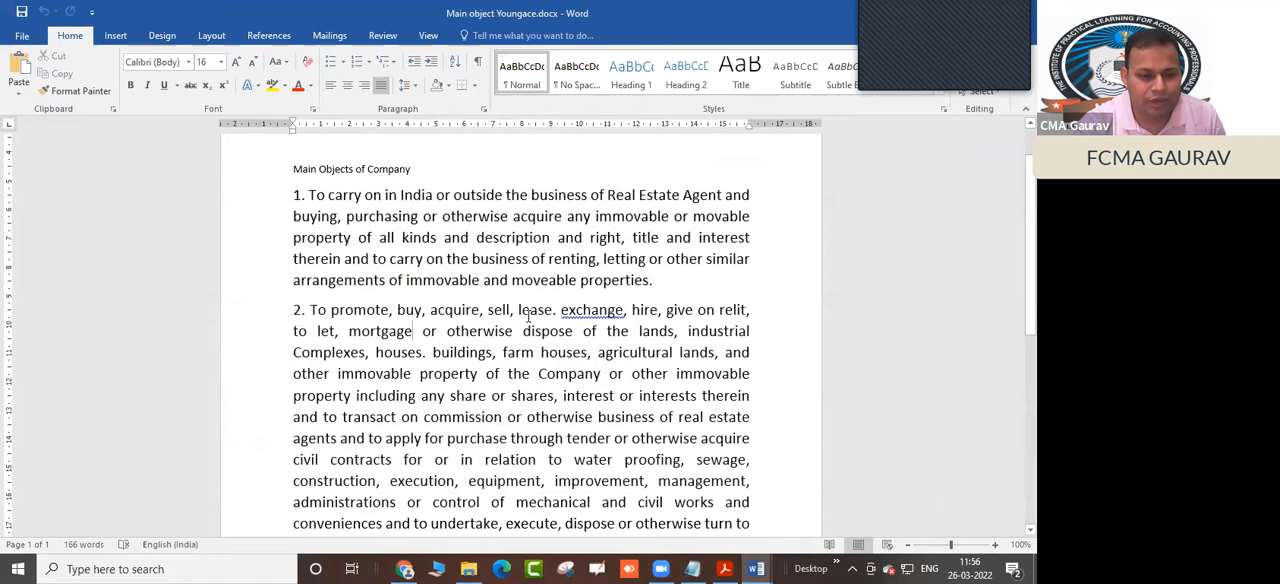 Main object Youngace.docx - Word
File Home Insert Design Layout References Mailings Review View Tell me what you want to do...
Cut
Copy
Paste Format Painter
Calibri (Body) 16
AaBbCcDc AaBbCcDc AaBbCc AaBbCcD AaB AaBbCcD
¶ Normal ¶ No Spac... Heading 1 Heading 2 Title Subtitle
Clipboard Font Paragraph Styles Editing
CMA Gaurav
FCMA GAURAV
Main Objects of Company
1. To carry on in India or outside the business of Real Estate Agent and
buying, purchasing or otherwise acquire any immovable or movable
property of all kinds and description and right, title and interest
therein and to carry on the business of renting, letting or other similar
arrangements of immovable and moveable properties.
2. To promote, buy, acquire, sell, lease. exchange, hire, give on relit,
to let, mortgage or otherwise dispose of the lands, industrial
Complexes, houses. buildings, farm houses, agricultural lands, and
other immovable property of the Company or other immovable
property including any share or shares, interest or interests therein
and to transact on commission or otherwise business of real estate
agents and to apply for purchase through tender or otherwise acquire
civil contracts for or in relation to water proofing, sewage,
construction, execution, equipment, improvement, management,
administrations or control of mechanical and civil works and
conveniences and to undertake, execute, dispose or otherwise turn to
Page 1 of 1 166 words English (India) 100%
Type here to search
Desktop ENG 11:56
26-03-2022